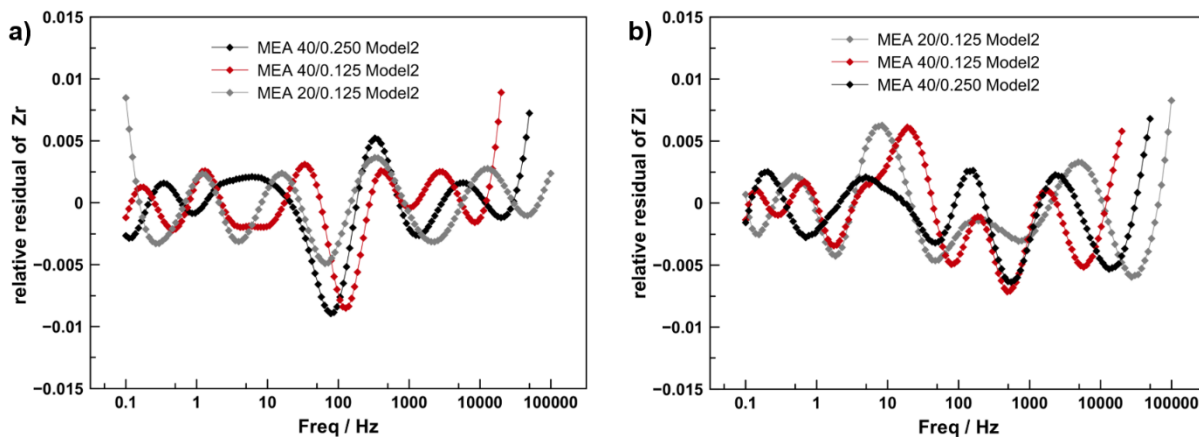 a)
relative residual of Zr
0.015
0.01
0.005
0
−0.005
−0.01
−0.015
MEA 40/0.250 Model2
MEA 40/0.125 Model2
MEA 20/0.125 Model2
0.1 1 10 100 1000 10000 100000
Freq / Hz
b)
relative residual of Zi
0.015
0.01
0.005
0
−0.005
−0.01
−0.015
MEA 20/0.125 Model2
MEA 40/0.125 Model2
MEA 40/0.250 Model2
0.1 1 10 100 1000 10000 100000
Freq / Hz